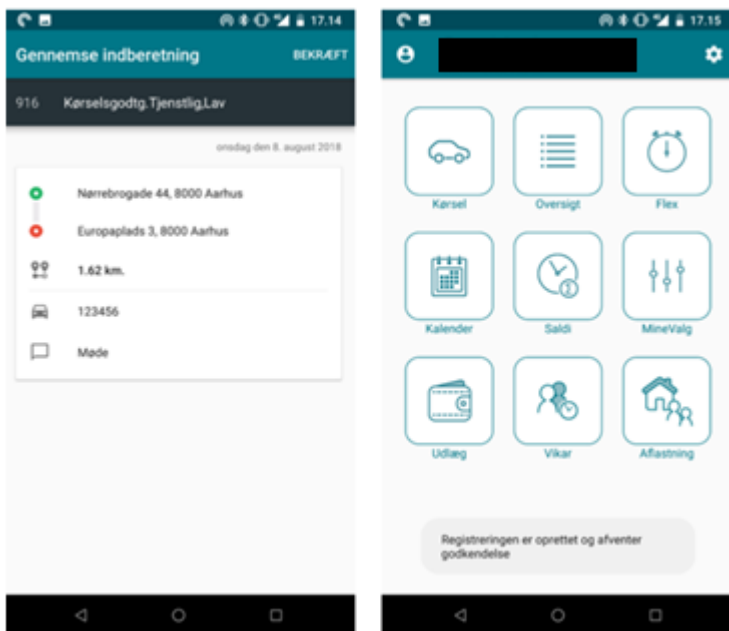 17.14
Gennemse indberetning
BEKRÆFT
916 Kørselsgodtg.Tjenstlig,Lav
onsdag den 8. august 2018
Nørrebrogade 44, 8000 Aarhus
Europaplads 3, 8000 Aarhus
1.62 km.
123456
Møde
17.15
Kørsel
Oversigt
Flex
Kalender
Saldi
MineValg
Udlæg
Vikar
Aflastning
Registreringen er oprettet og afventer
godkendelse